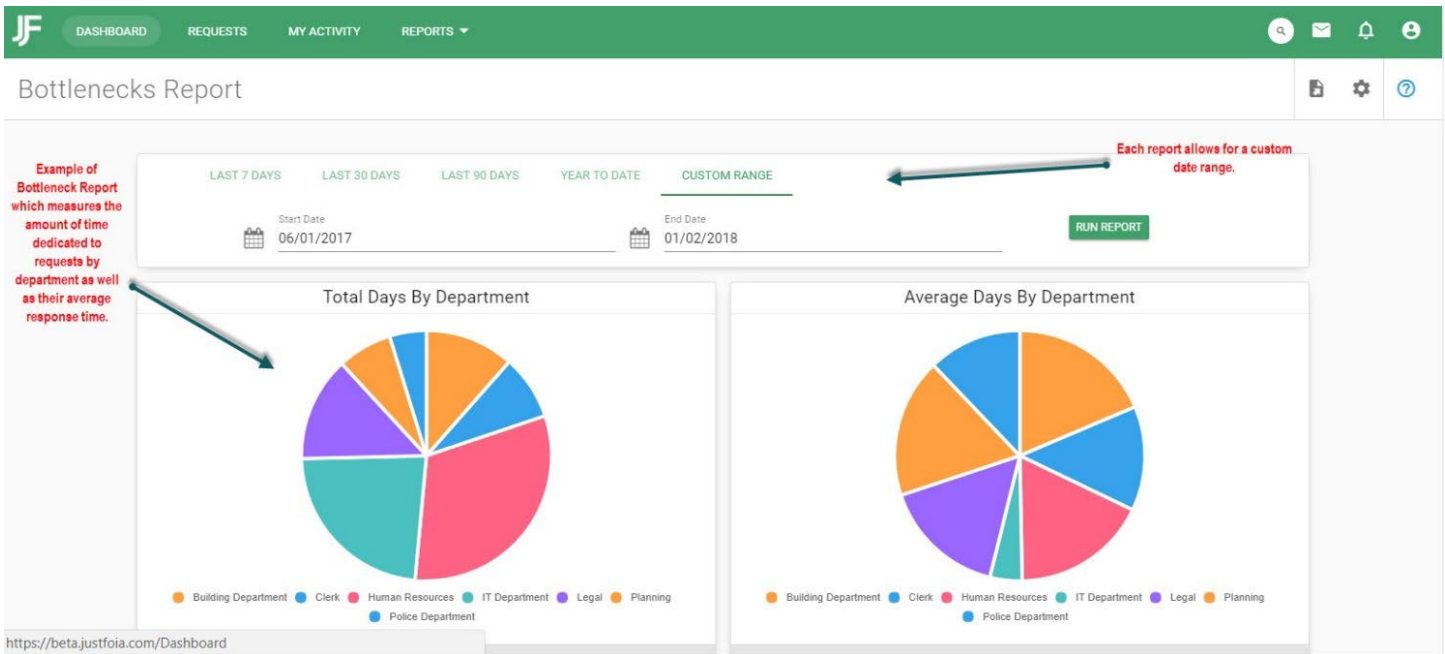 JF DASHBOARD REQUESTS MY ACTIVITY REPORTS
Bottlenecks Report
Example of
Bottleneck Report
which measures the
amount of time
dedicated to
requests by
department as well
as their average
response time.
Each report allows for a custom
date range.
LAST 7 DAYS LAST 30 DAYS LAST 90 DAYS YEAR TO DATE CUSTOM RANGE
Start Date End Date
06/01/2017 01/02/2018
RUN REPORT
Total Days By Department
Building Department Clerk Human Resources IT Department Legal Planning
Police Department
Average Days By Department
Building Department Clerk Human Resources IT Department Legal Planning
Police Department
https://beta.justfoia.com/Dashboard